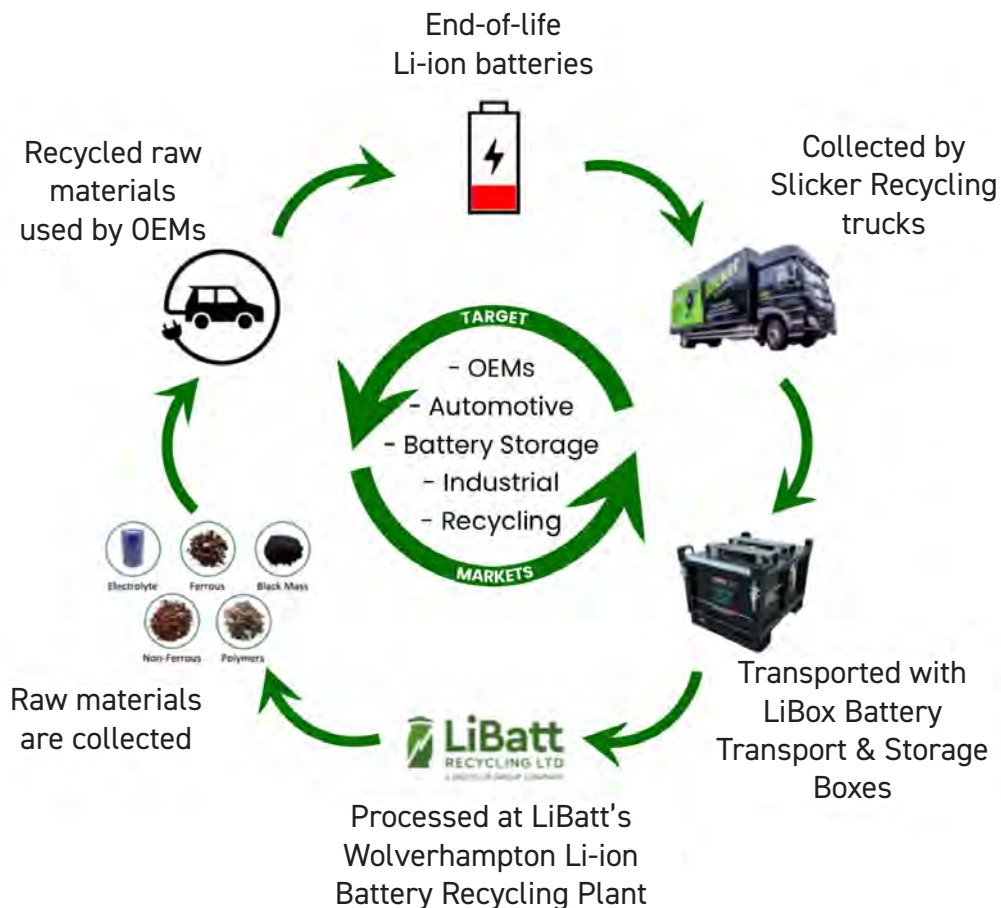 End-of-life
Li-ion batteries
Collected by
Slicker Recycling
trucks
Recycled raw
materials
used by OEMs
TARGET
- OEMs
- Automotive
- Battery Storage
- Industrial
- Recycling
MARKETS
Electrolyte
Ferrous
Black Mass
Non-Ferrous
Polymers
Raw materials
are collected
Transported with
LiBox Battery
Transport & Storage
Boxes
LiBatt
RECYCLING LTD
Processed at LiBatt's
Wolverhampton Li-ion
Battery Recycling Plant